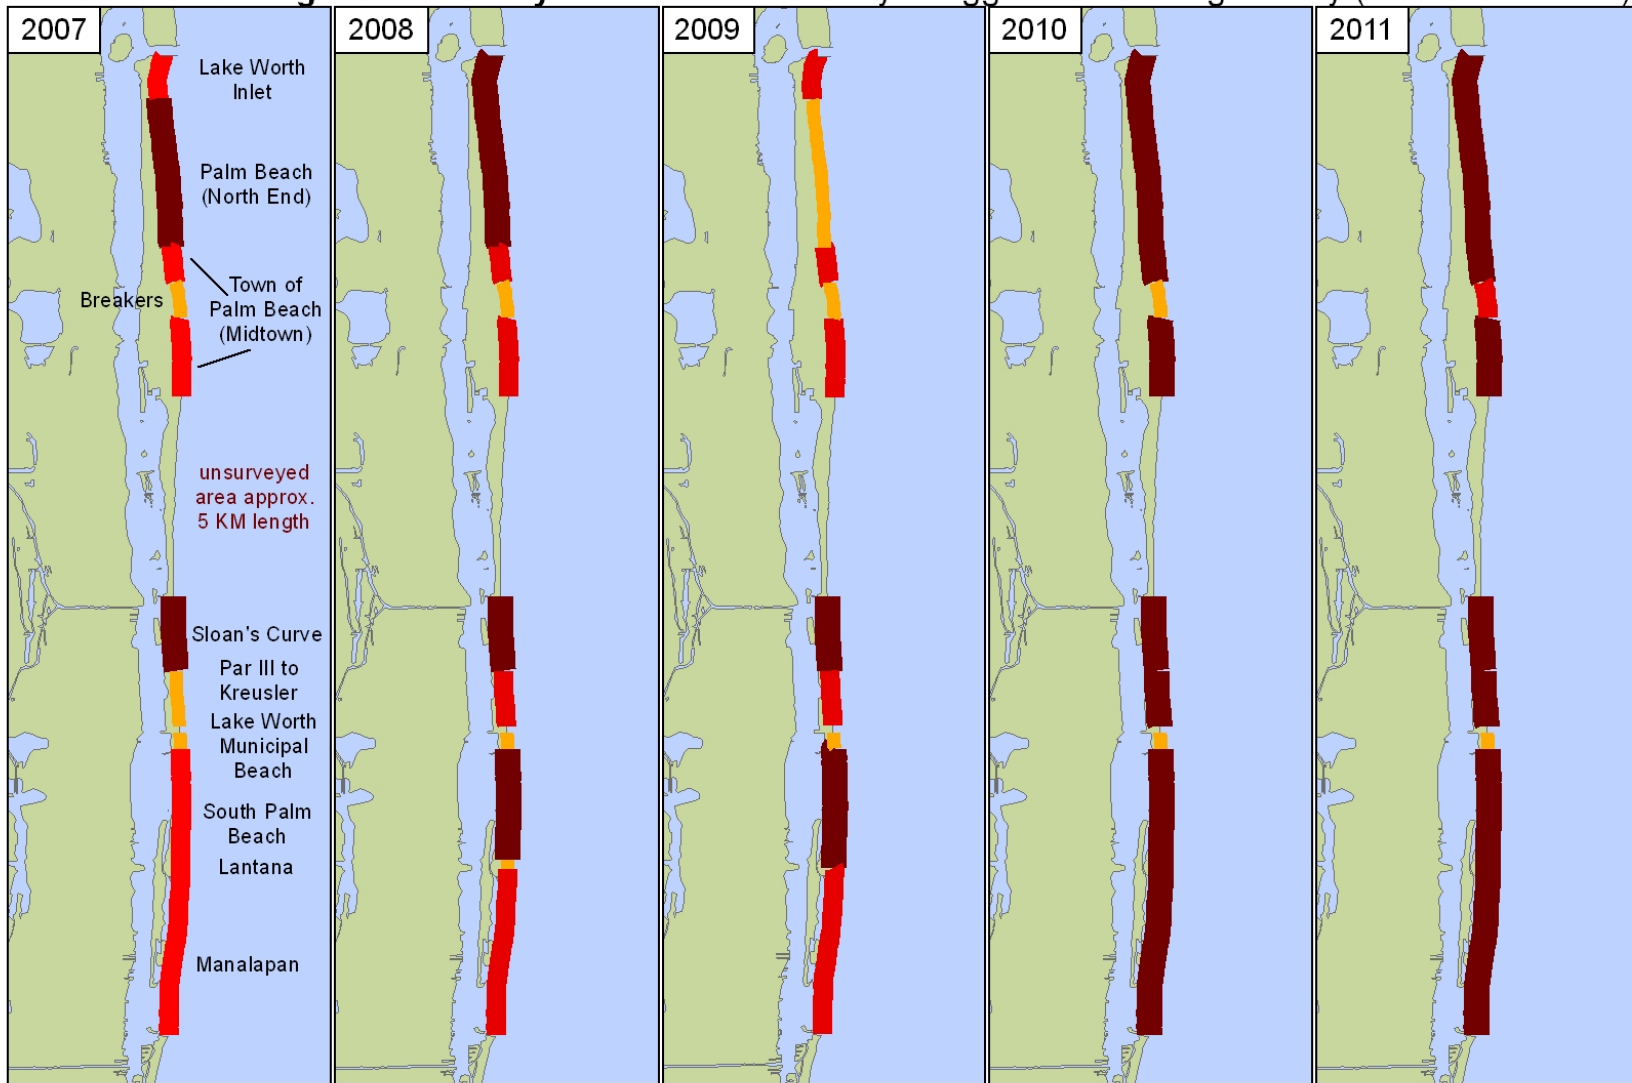 2007
2008
2009
2010
2011
Lake Worth
Inlet
Palm Beach
(North End)
Breakers
Town of
Palm Beach
(Midtown)
unsurveyed
area approx.
5 KM length
Sloan's Curve
Par III to
Kreusler
Lake Worth
Municipal
Beach
South Palm
Beach
Lantana
Manalapan